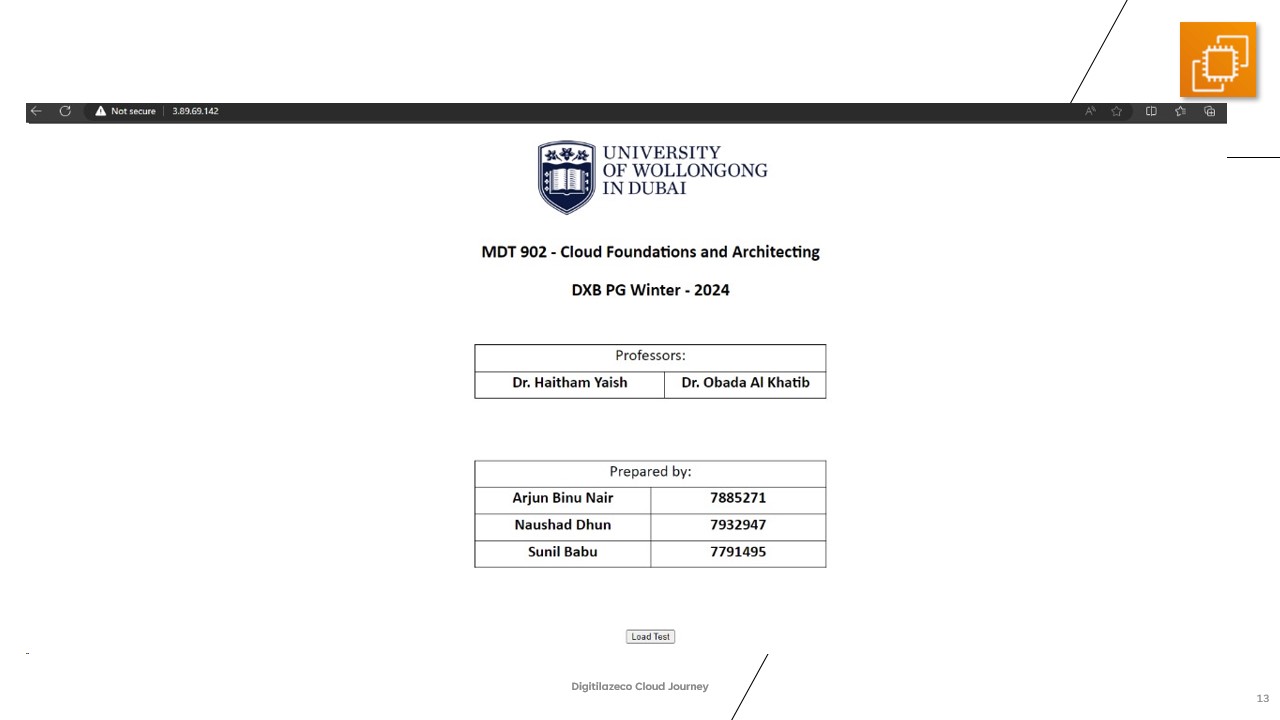 Not secure 3.89.69.142
UNIVERSITY
OF WOLLONGONG
IN DUBAI
MDT 902 - Cloud Foundations and Architecting
DXB PG Winter - 2024
Professors:
Dr. Haitham Yaish Dr. Obada Al Khatib
Prepared by:
Arjun Binu Nair 7885271
Naushad Dhun 7932947
Sunil Babu 7791495
Load Test
Digitilazeco Cloud Journey
13